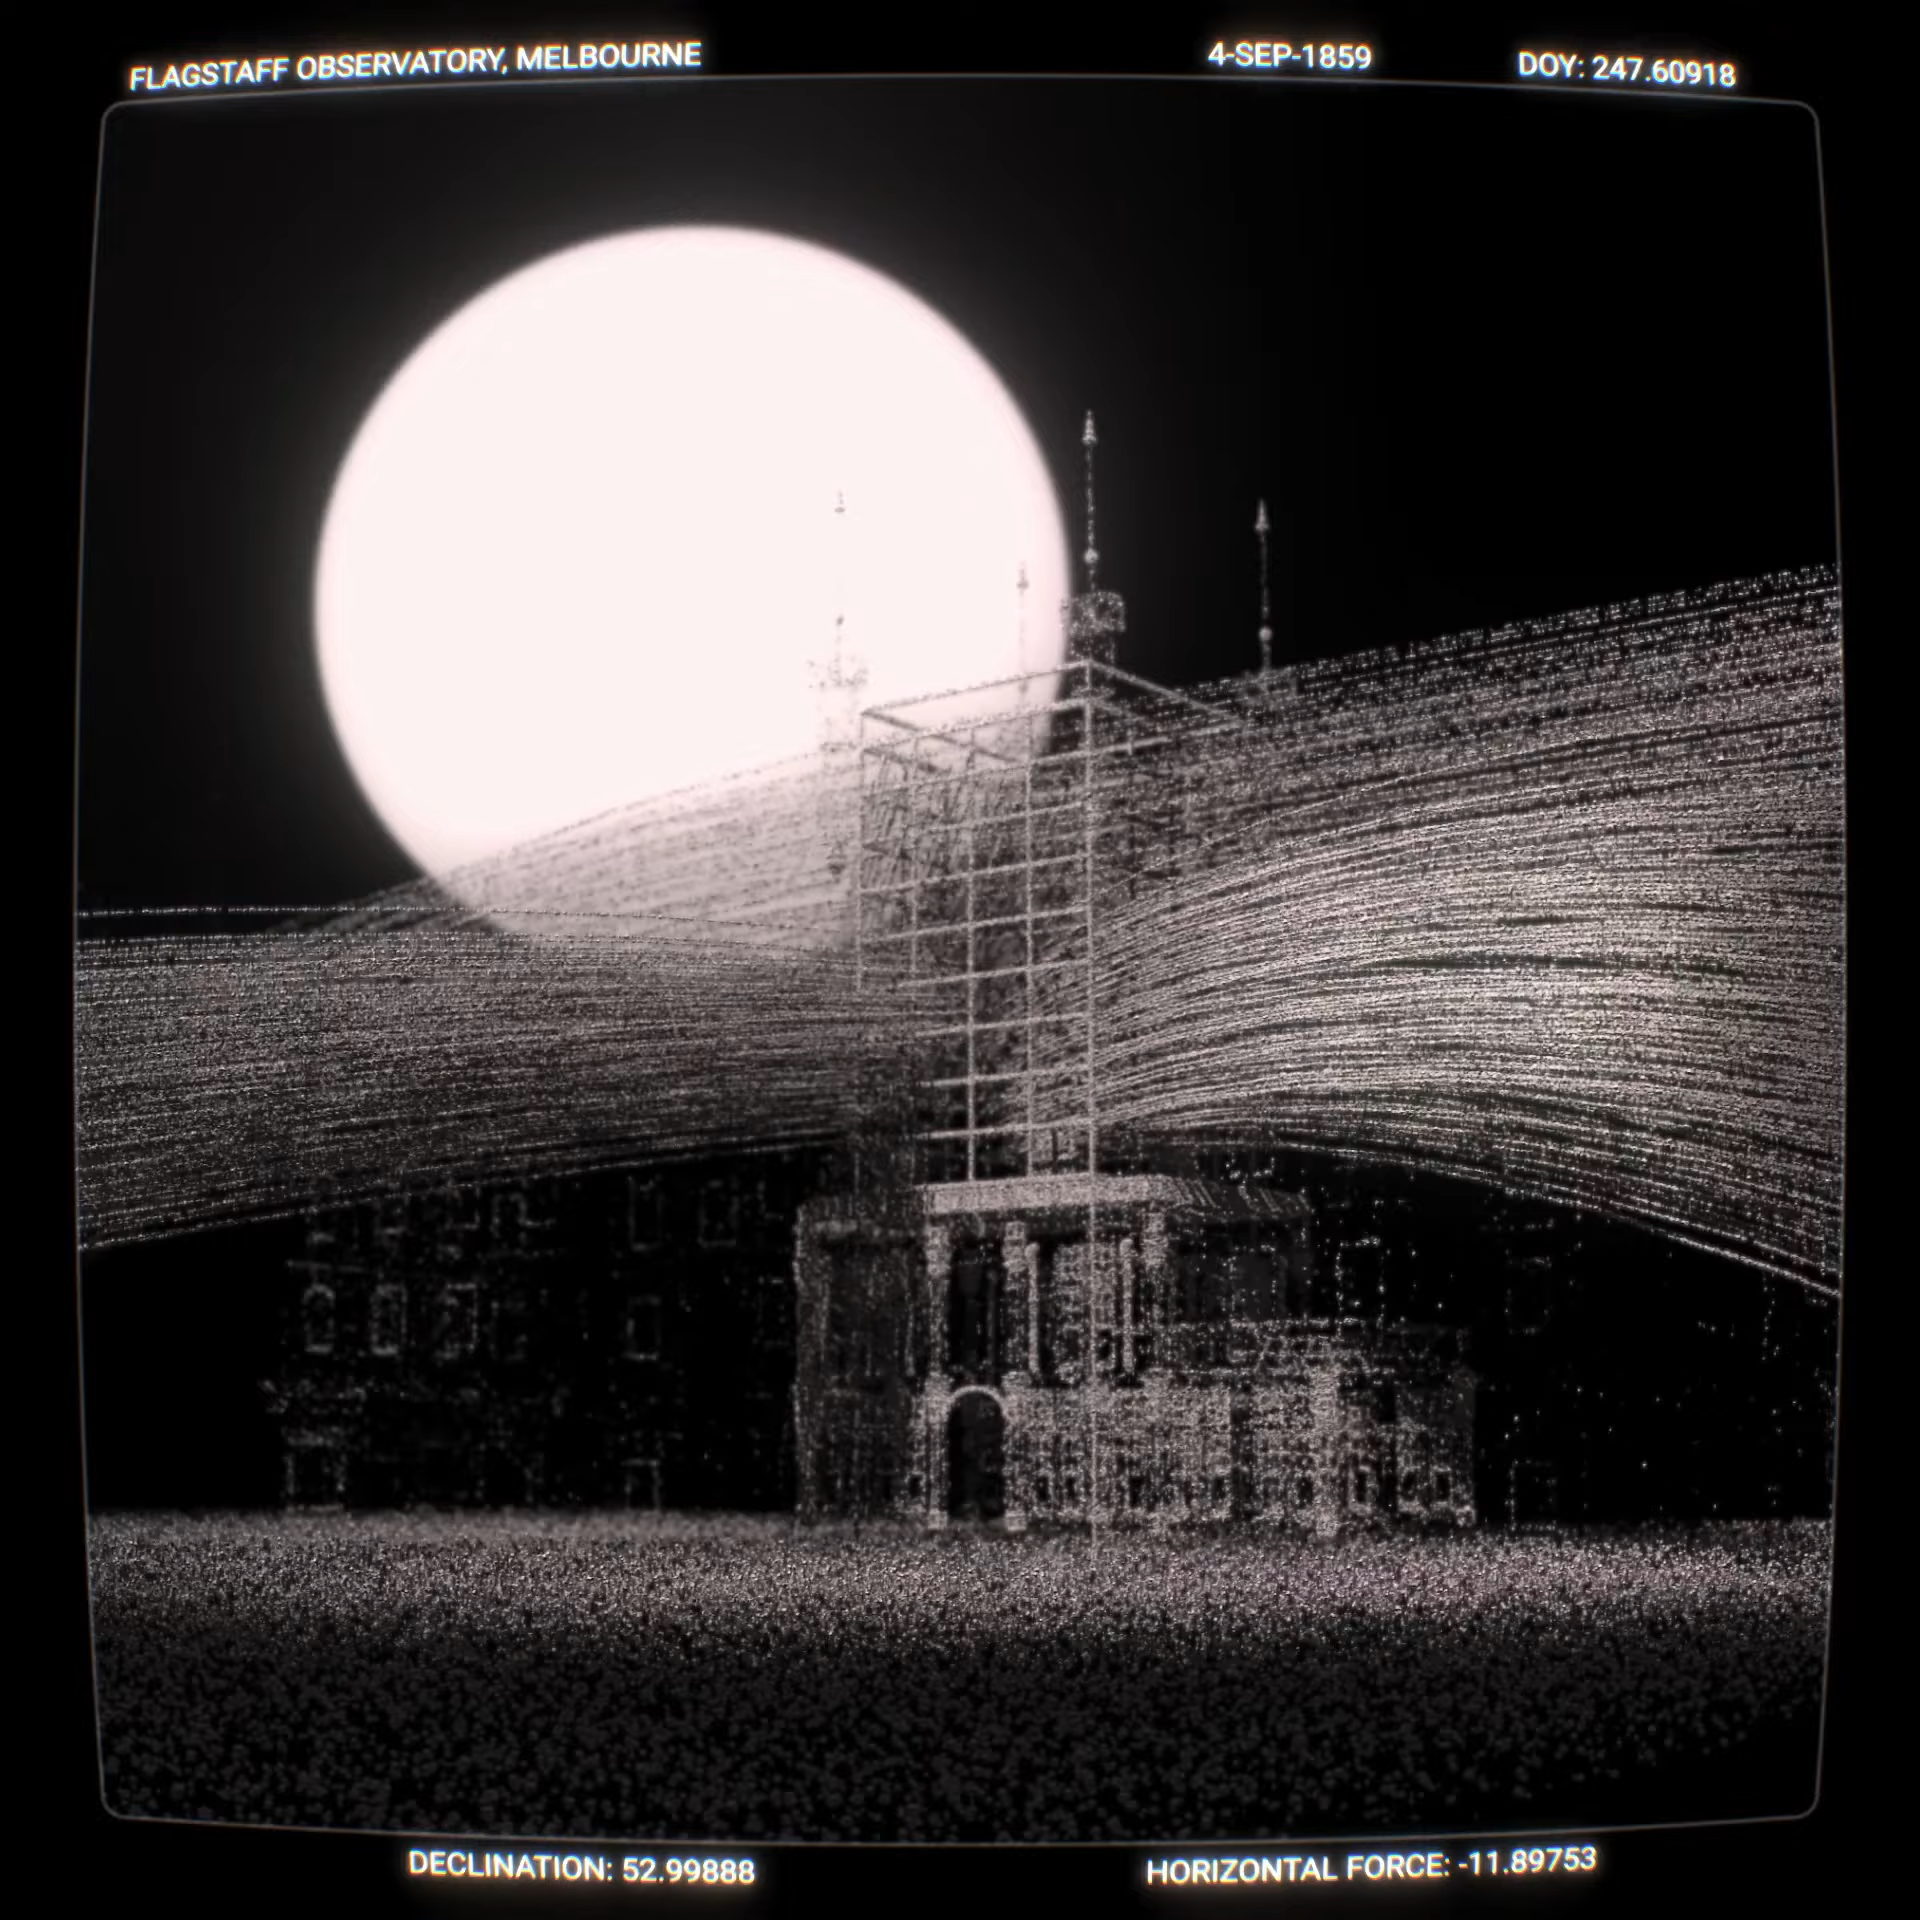 FLAGSTAFF OBSERVATORY, MELBOURNE
4-SEP-1859
DOY: 247.60918
DECLINATION: 52.99888
HORIZONTAL FORCE: -11.89753